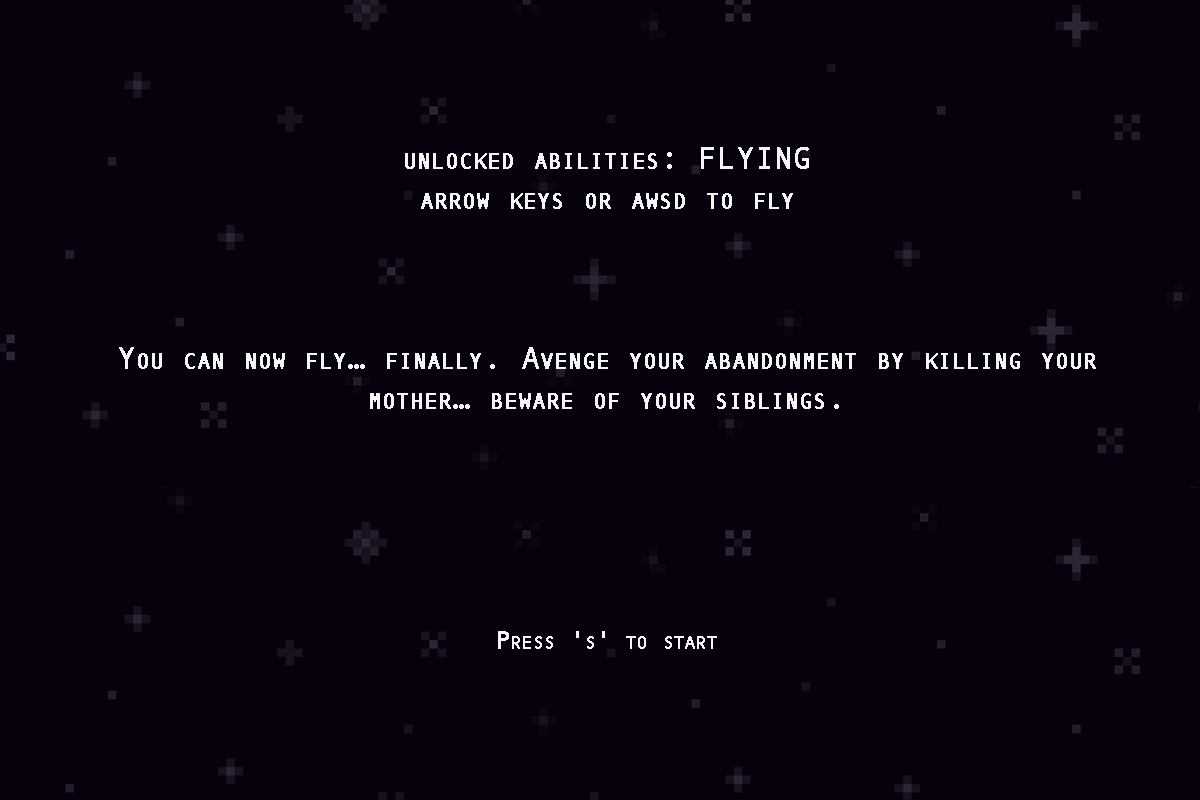 unlocked abilities: FLYING
arrow keys or awsd to fly
You can now fly… finally. Avenge your abandonment by killing your
mother… beware of your siblings.
Press 's' to start